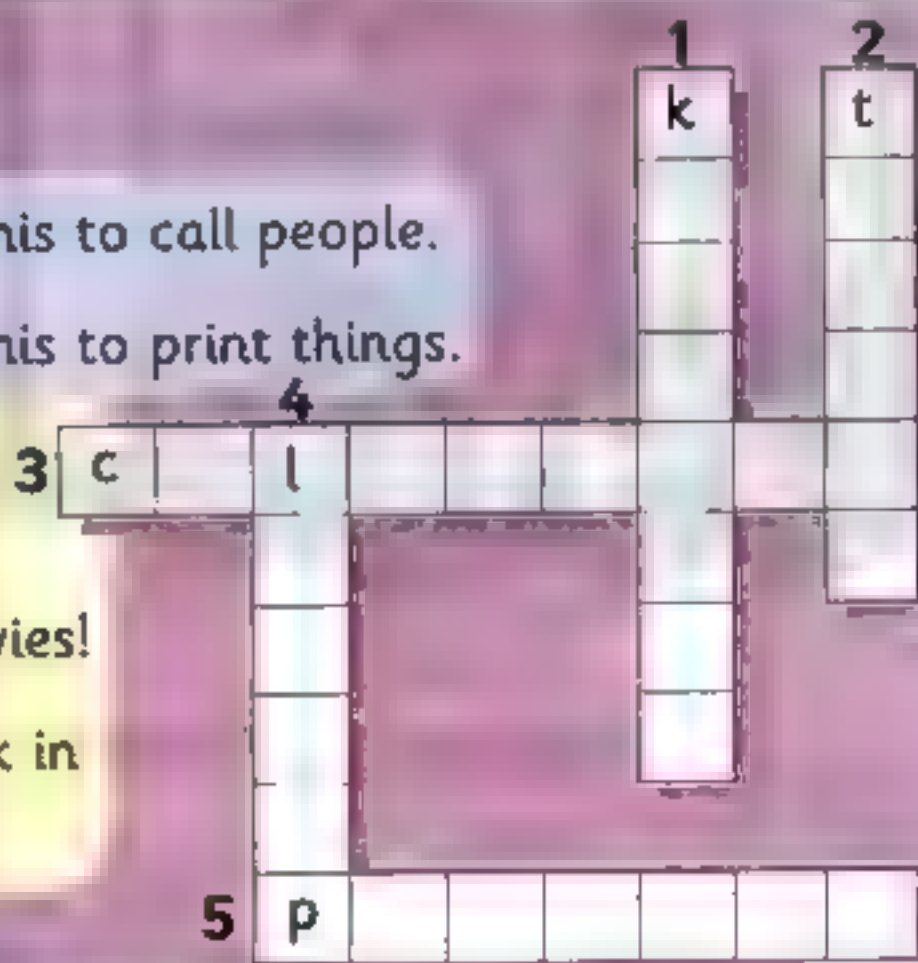 1 2
k t
his to call people.
his to print things.
4
3 c l
vies!
k in
5 p